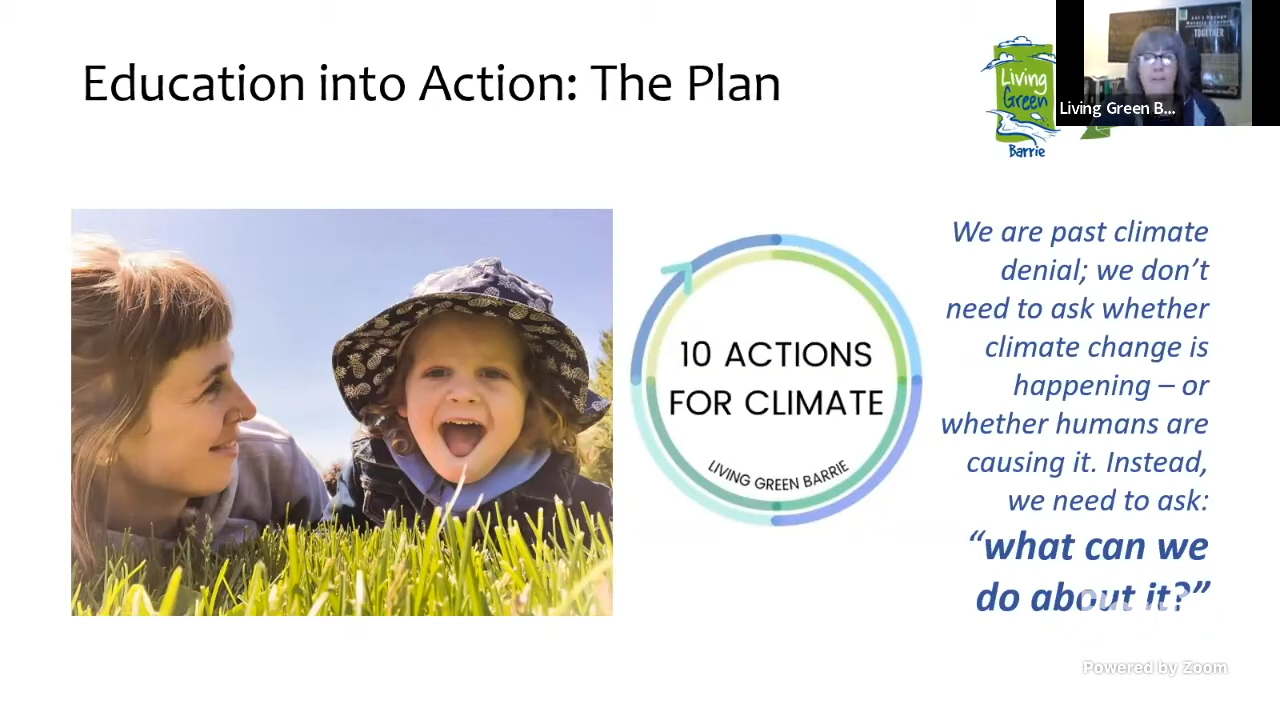 Education into Action: The Plan
Living
Green
Barrie
TOGETHER
Living Green B...
10 ACTIONS
FOR CLIMATE
LIVING GREEN BARRIE
We are past climate
denial; we don't
need to ask whether
climate change is
happening – or
whether humans are
causing it. Instead,
we need to ask:
“what can we
do about it?”
Powered by Zoom